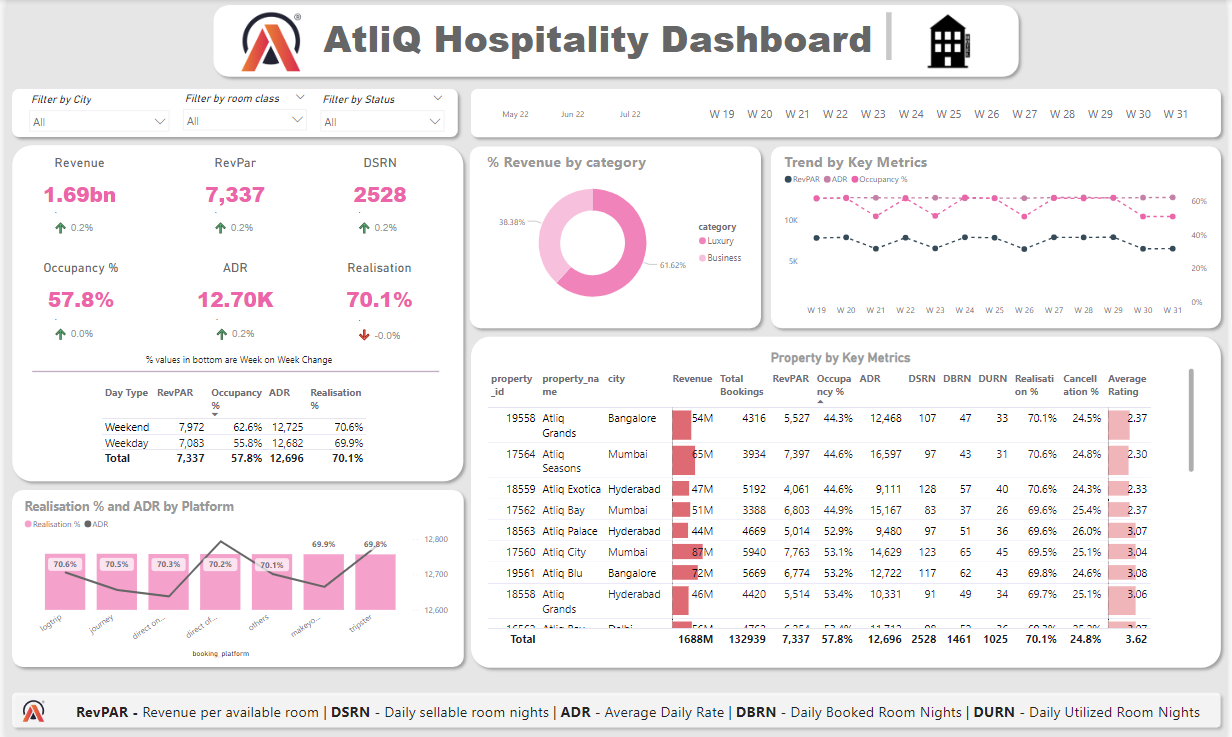 AtliQ Hospitality Dashboard
Filter by City
Filter by room class
Filter by Status
All
All
All
May 22 Jun 22 Jul 22
W 19 W 20 W 21 W 22 W 23 W 24 W 25 W 26 W 27 W 28 W 29 W 30 W 31
Revenue RevPar DSRN
1.69bn 7,337 2528
0.2% 0.2% 0.2%
Occupancy % ADR Realisation
57.8% 12.70K 70.1%
0.0% 0.2% -0.0%
% values in bottom are Week on Week Change
Day Type RevPAR Occupancy % ADR Realisation %
Weekend 7,972 62.6% 12,725 70.6%
Weekday 7,083 55.8% 12,682 69.9%
Total 7,337 57.8% 12,696 70.1%
% Revenue by category
38.38%
61.62%
category
Luxury
Business
Trend by Key Metrics
RevPAR ADR Occupancy %
10K
5K
60%
40%
20%
0%
W 19 W 20 W 21 W 22 W 23 W 24 W 25 W 26 W 27 W 28 W 29 W 30 W 31
Realisation % and ADR by Platform
Realisation % ADR
70.6% 70.5% 70.3% 70.2% 70.1% 69.9% 69.8%
12,800
12,700
12,600
logtrip journey direct on... direct of... others makeyo... tripster
booking_platform
Property by Key Metrics
property_id property_name city Revenue Total Bookings RevPAR Occupancy % ADR DSRN DBRN DURN Realisation % Cancellation % Average Rating
19558 Atliq Grands Bangalore 54M 4316 5,527 44.3% 12,468 107 47 33 70.1% 24.5% 2.37
17564 Atliq Seasons Mumbai 65M 3934 7,397 44.6% 16,597 97 43 31 70.6% 24.8% 2.30
18559 Atliq Exotica Hyderabad 47M 5192 4,061 44.6% 9,111 128 57 40 70.6% 24.3% 2.33
17562 Atliq Bay Mumbai 51M 3388 6,803 44.9% 15,167 83 37 26 69.6% 25.4% 2.37
18563 Atliq Palace Hyderabad 44M 4669 5,014 52.9% 9,480 97 51 36 69.6% 26.0% 3.07
17560 Atliq City Mumbai 87M 5940 7,763 53.1% 14,629 123 65 45 69.5% 25.1% 3.04
19561 Atliq Blu Bangalore 72M 5669 6,774 53.2% 12,722 117 62 43 69.8% 24.6% 3.08
18558 Atliq Grands Hyderabad 46M 4420 5,514 53.4% 10,331 91 49 34 69.7% 25.1% 3.06
Total 1688M 132939 7,337 57.8% 12,696 2528 1461 1025 70.1% 24.8% 3.62
RevPAR - Revenue per available room | DSRN - Daily sellable room nights | ADR - Average Daily Rate | DBRN - Daily Booked Room Nights | DURN - Daily Utilized Room Nights